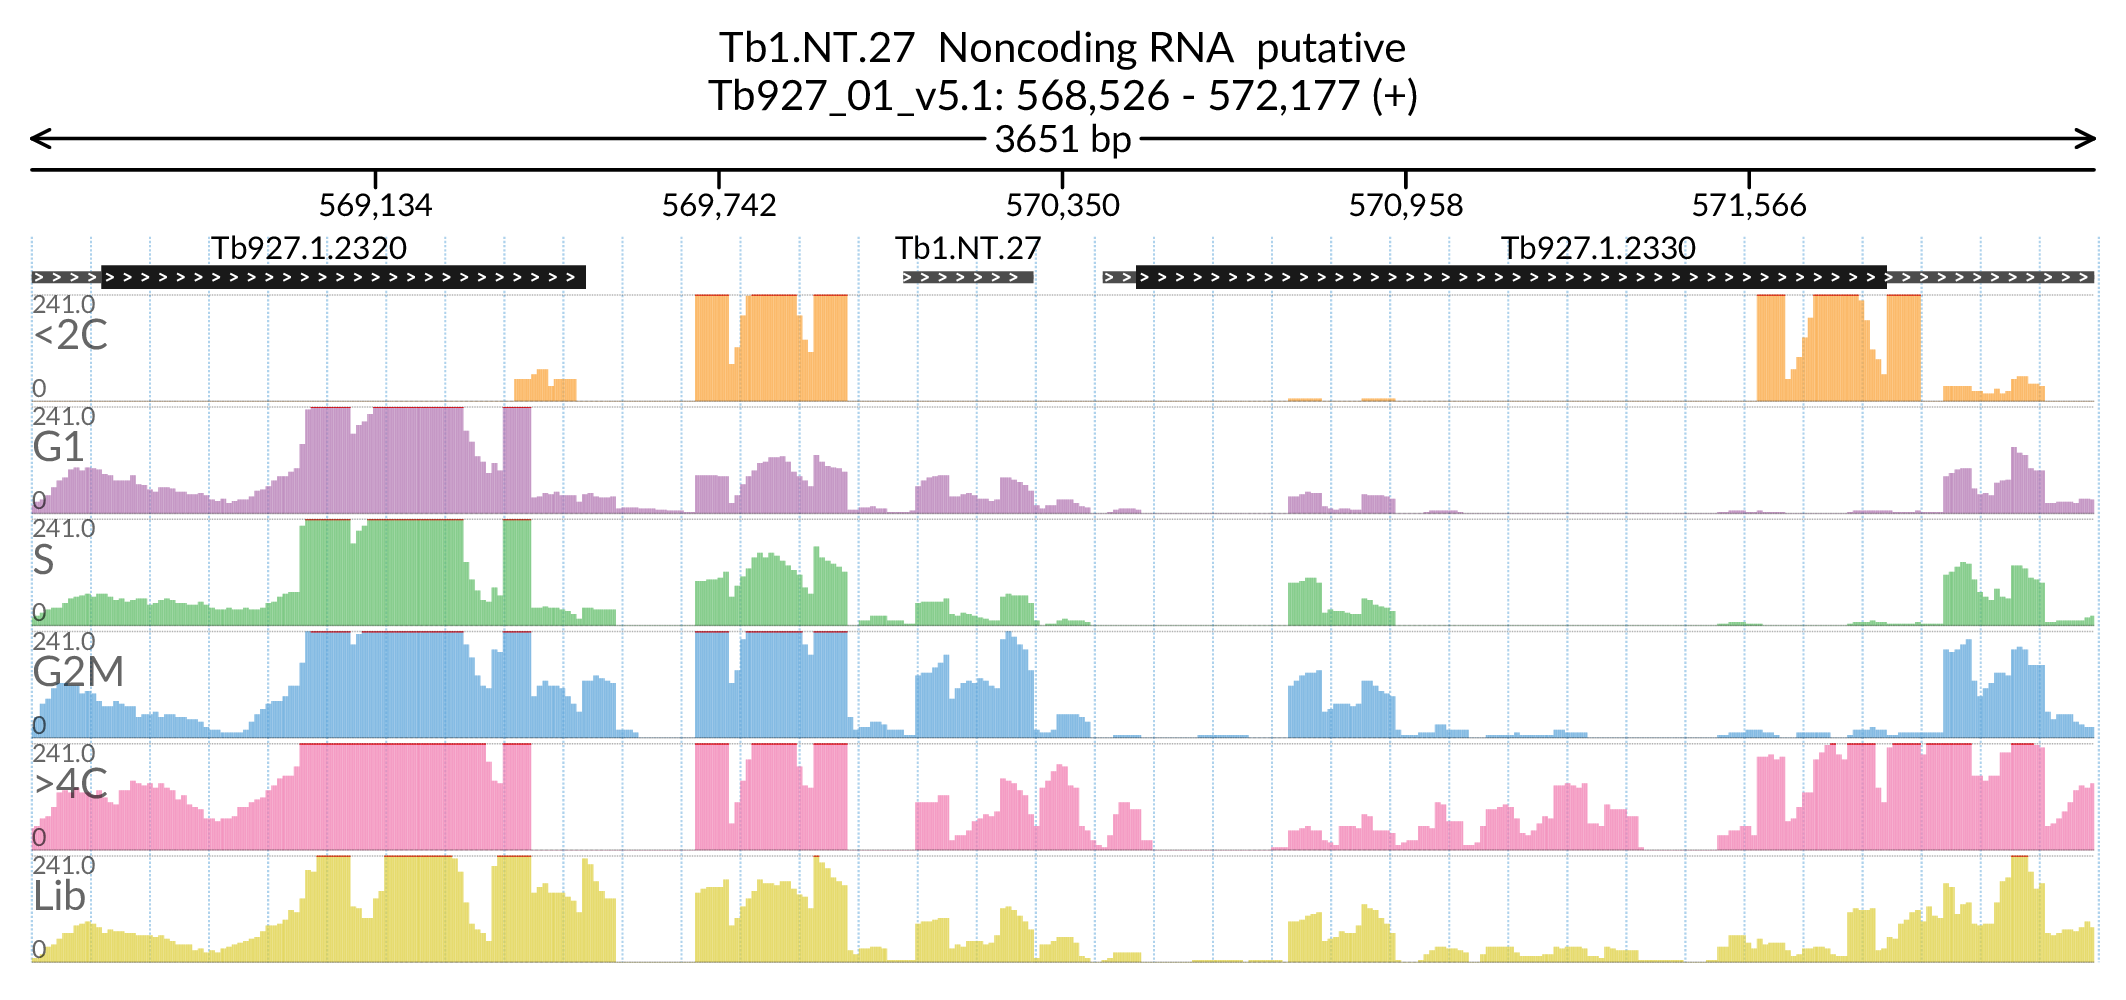 Tb1.NT.27  Noncoding RNA  putative
Tb927_01_v5.1: 568,526 - 572,177 (+)
3651 bp
569,134 569,742 570,350 570,958 571,566
Tb927.1.2320 Tb1.NT.27 Tb927.1.2330
241.0
<2C
0
241.0
G1
0
241.0
S
0
241.0
G2M
0
241.0
>4C
0
241.0
Lib
0